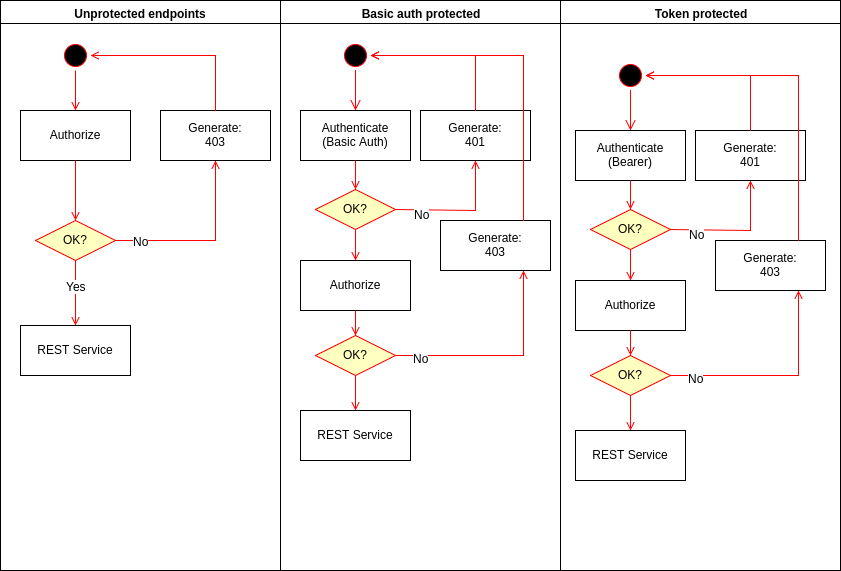 Unprotected endpoints
Authorize
Generate:
403
OK?
No
Yes
REST Service
Basic auth protected
Authenticate
(Basic Auth)
Generate:
401
OK?
No
Generate:
403
Authorize
OK?
No
REST Service
Token protected
Authenticate
(Bearer)
Generate:
401
OK?
No
Generate:
403
Authorize
OK?
No
REST Service